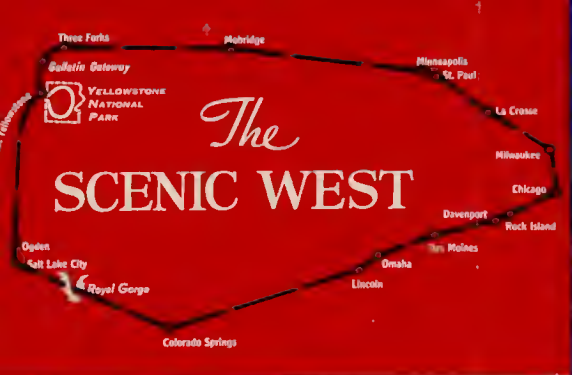 Three Forks
Mobridge
Gallatin Gateway
Minneapolis
St. Paul
YELLOWSTONE
NATIONAL
PARK
Yellowstone
La Crosse
The
Milwaukee
SCENIC WEST
Chicago
Davenport
Rock Island
Ogden
Des Moines
Salt Lake City
Omaha
Royal Gorge
Lincoln
Colorado Springs